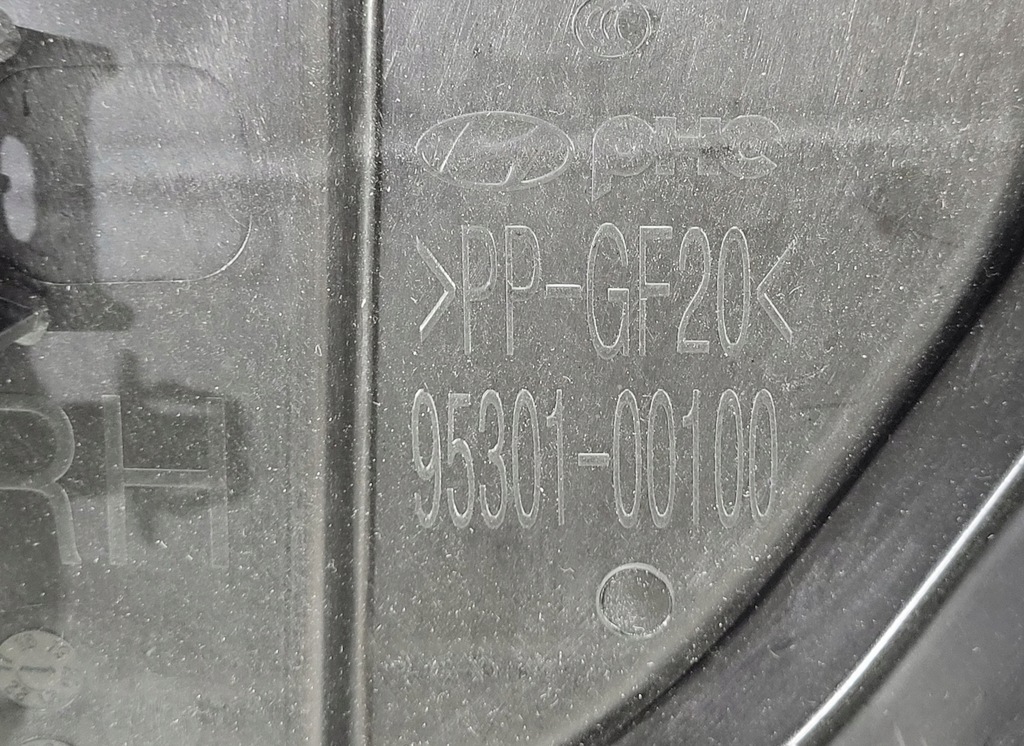 PHC
>PP-GF20<
95301-00100
RH